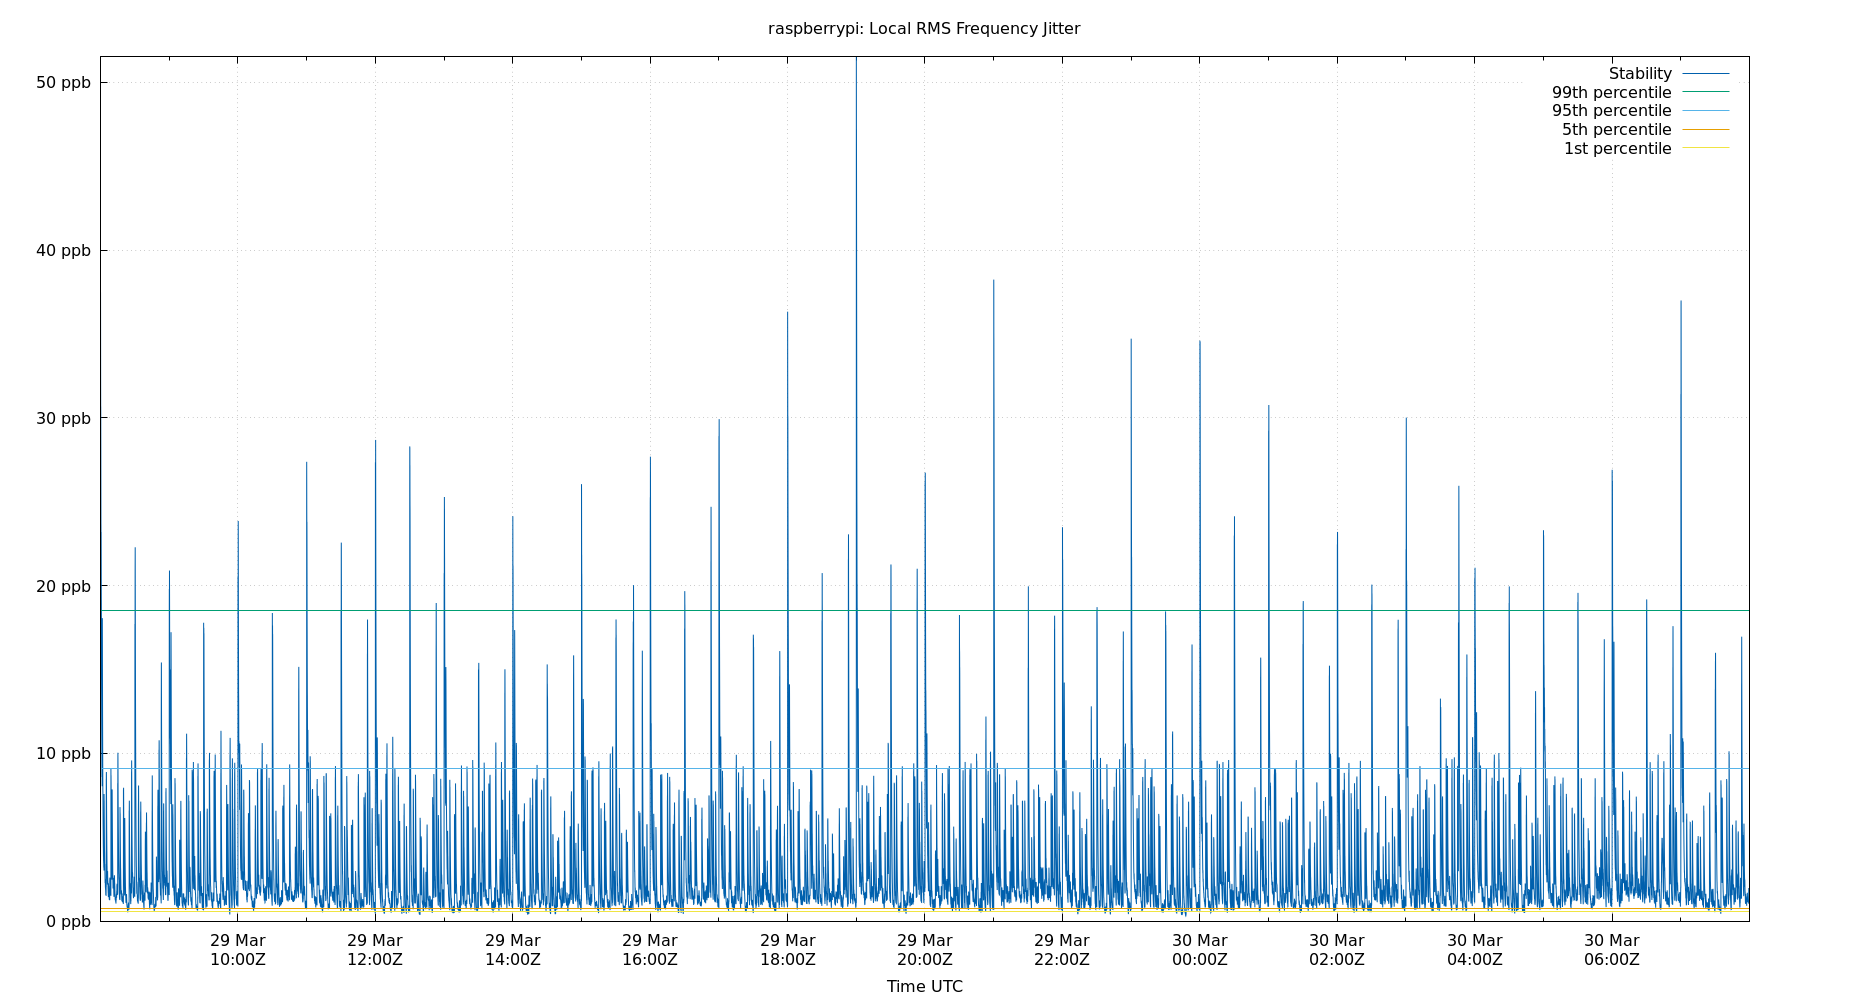 raspberrypi: Local RMS Frequency Jitter
50 ppb
40 ppb
30 ppb
20 ppb
10 ppb
0 ppb
Stability
99th percentile
95th percentile
5th percentile
1st percentile
29 Mar 29 Mar 29 Mar 29 Mar 29 Mar 29 Mar 29 Mar 30 Mar 30 Mar 30 Mar 30 Mar
10:00Z 12:00Z 14:00Z 16:00Z 18:00Z 20:00Z 22:00Z 00:00Z 02:00Z 04:00Z 06:00Z
Time UTC